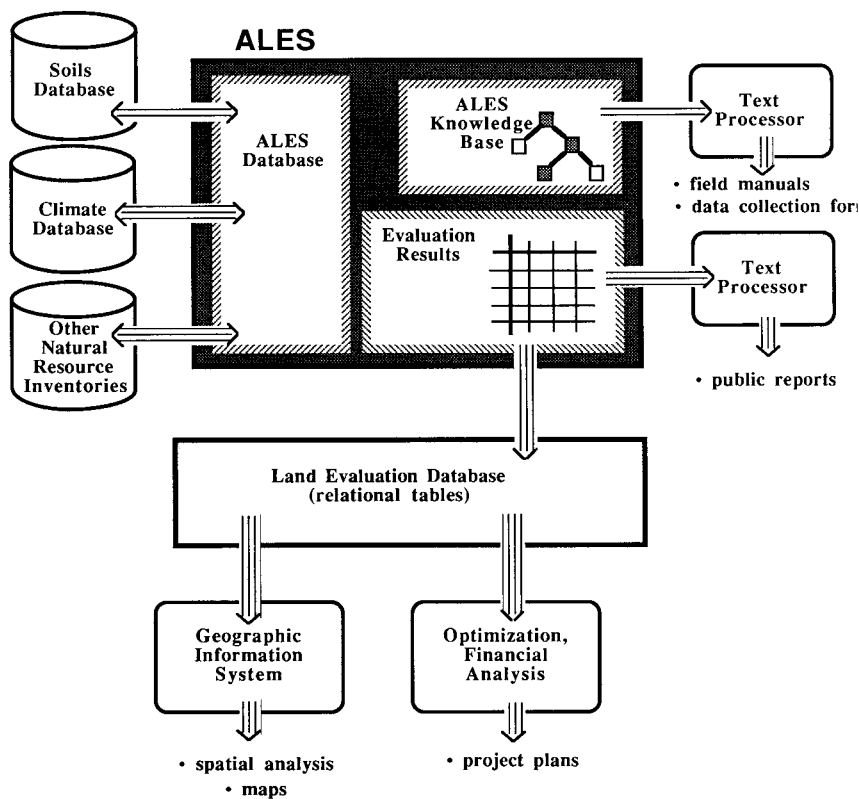 ALES
Soils
Database
Climate
Database
Other
Natural
Resource
Inventories
ALES
Database
ALES
Knowledge
Base
Evaluation
Results
Text
Processor
• field manuals
• data collection for
Text
Processor
• public reports
Land Evaluation Database
(relational tables)
Geographic
Information
System
• spatial analysis
• maps
Optimization,
Financial
Analysis
• project plans